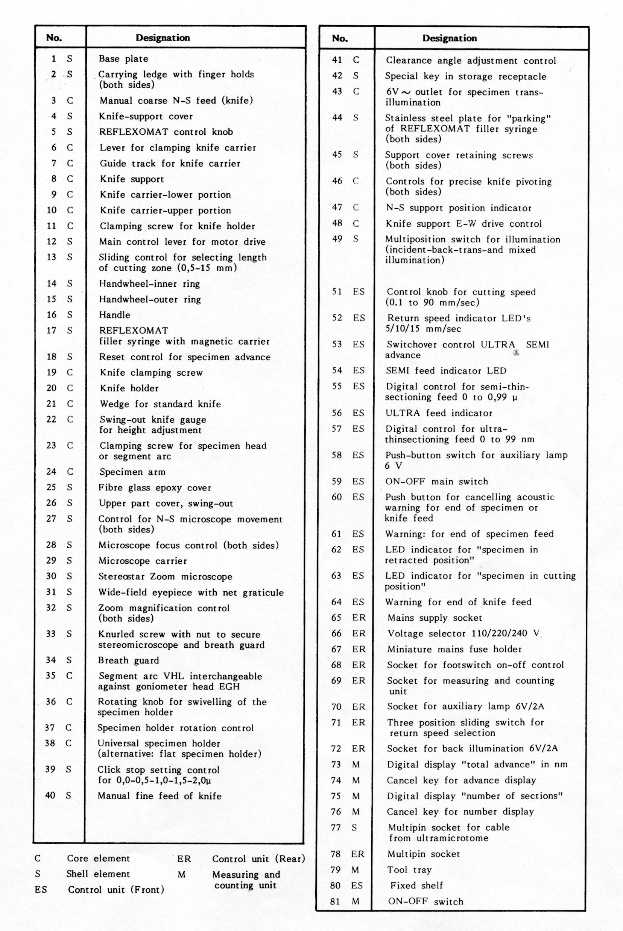 No. Designation
1 S Base plate
2 S Carrying ledge with finger holds
(both sides)
3 C Manual coarse N-S feed (knife)
4 S Knife-support cover
5 S REFLEXOMAT control knob
6 C Lever for clamping knife carrier
7 C Guide track for knife carrier
8 C Knife support
9 C Knife carrier-lower portion
10 C Knife carrier-upper portion
11 C Clamping screw for knife holder
12 S Main control lever for motor drive
13 S Sliding control for selecting length
of cutting zone (0,5-15 mm)
14 S Handwheel-inner ring
15 S Handwheel-outer ring
16 S Handle
17 S REFLEXOMAT
filler syringe with magnetic carrier
18 S Reset control for specimen advance
19 C Knife clamping screw
20 C Knife holder
21 C Wedge for standard knife
22 C Swing-out knife gauge
for height adjustment
23 C Clamping screw for specimen head
or segment arc
24 C Specimen arm
25 S Fibre glass epoxy cover
26 S Upper part cover, swing-out
27 S Control for N-S microscope movement
(both sides)
28 S Microscope focus control (both sides)
29 S Microscope carrier
30 S Stereostar Zoom microscope
31 S Wide-field eyepiece with net graticule
32 S Zoom magnification control
(both sides)
33 S Knurled screw with nut to secure
stereomicroscope and breath guard
34 S Breath guard
35 C Segment arc VHL interchangeable
against goniometer head EGH
36 C Rotating knob for swivelling of the
specimen holder
37 C Specimen holder rotation control
38 C Universal specimen holder
(alternative: flat specimen holder)
39 S Click stop setting control
for 0,0-0,5-1,0-1,5-2,0µ
40 S Manual fine feed of knife
C Core element ER Control unit (Rear)
S Shell element M Measuring and
counting unit
ES Control unit (Front)
No. Designation
41 C Clearance angle adjustment control
42 S Special key in storage receptacle
43 C 6V ~ outlet for specimen trans-
illumination
44 S Stainless steel plate for "parking"
of REFLEXOMAT filler syringe
(both sides)
45 S Support cover retaining screws
(both sides)
46 C Controls for precise knife pivoting
(both sides)
47 C N-S support position indicator
48 C Knife support E-W drive control
49 S Multiposition switch for illumination
(incident-back-trans-and mixed
illumination)
51 ES Control knob for cutting speed
(0.1 to 90 mm/sec)
52 ES Return speed indicator LED's
5/10/15 mm/sec
53 ES Switchover control ULTRA SEMI
advance
54 ES SEMI feed indicator LED
55 ES Digital control for semi-thin-
sectioning feed 0 to 0,99 µ
56 ES ULTRA feed indicator
57 ES Digital control for ultra-
thinsectioning feed 0 to 99 nm
58 ES Push-button switch for auxiliary lamp
6 V
59 ES ON-OFF main switch
60 ES Push button for cancelling acoustic
warning for end of specimen or
knife feed
61 ES Warning: for end of specimen feed
62 ES LED indicator for "specimen in
retracted position"
63 ES LED indicator for "specimen in cutting
position"
64 ES Warning for end of knife feed
65 ER Mains supply socket
66 ER Voltage selector 110/220/240 V
67 ER Miniature mains fuse holder
68 ER Socket for footswitch on-off control
69 ER Socket for measuring and counting
unit
70 ER Socket for auxiliary lamp 6V/2A
71 ER Three position sliding switch for
return speed selection
72 ER Socket for back illumination 6V/2A
73 M Digital display "total advance" in nm
74 M Cancel key for advance display
75 M Digital display "number of sections"
76 M Cancel key for number display
77 S Multipin socket for cable
from ultramicrotome
78 ER Multipin socket
79 M Tool tray
80 ES Fixed shelf
81 M ON-OFF switch